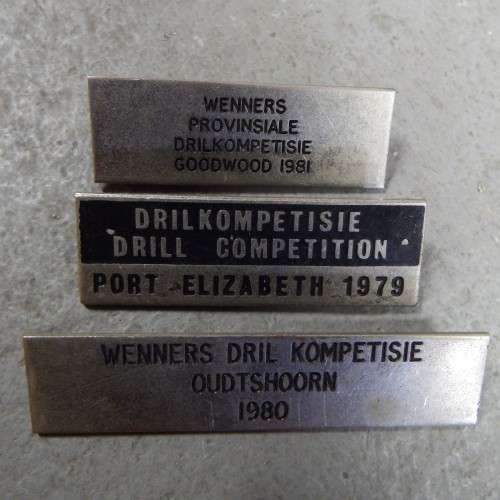 WENNERS
PROVINSIALE
DRILKOMPETISIE
GOODWOOD 1981
DRILKOMPETISIE
DRILL COMPETITION
PORT ELIZABETH 1979
WENNERS DRIL KOMPETISIE
OUDTSHOORN
1980